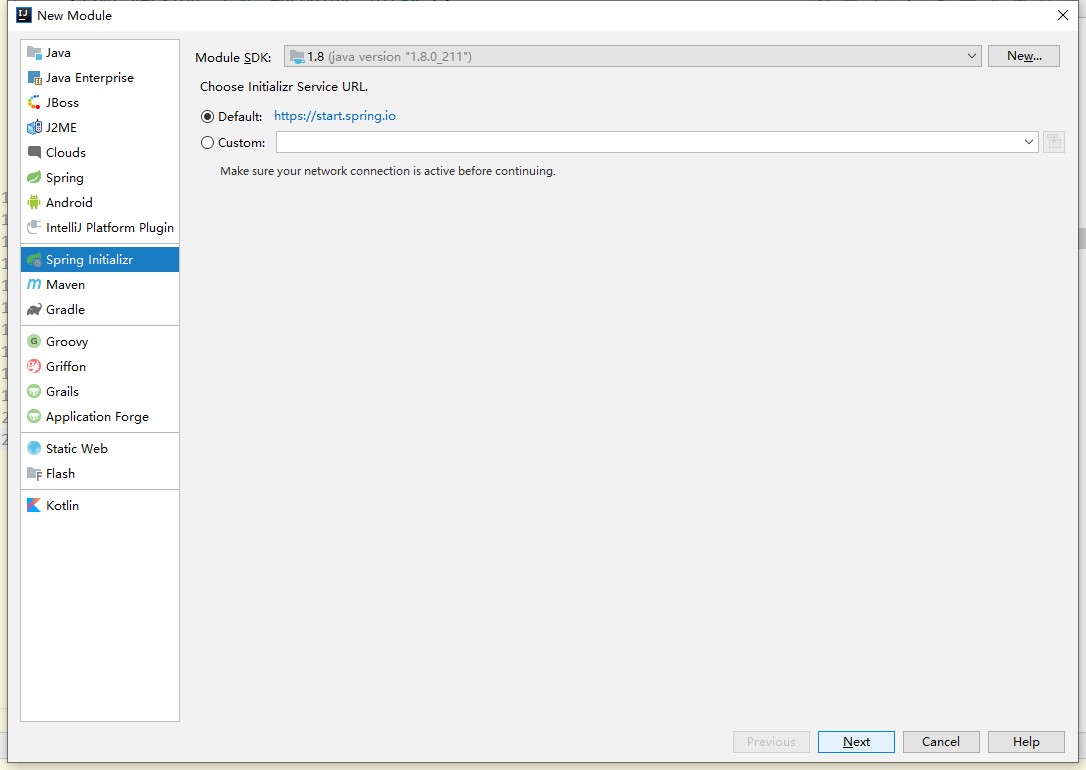 New Module
Java
Java Enterprise
JBoss
J2ME
Clouds
Spring
Android
IntelliJ Platform Plugin
Spring Initializr
Maven
Gradle
Groovy
Griffon
Grails
Application Forge
Static Web
Flash
Kotlin
Module SDK: 1.8 (java version "1.8.0_211") New...
Choose Initializr Service URL.
Default: https://start.spring.io
Custom:
Make sure your network connection is active before continuing.
Previous Next Cancel Help